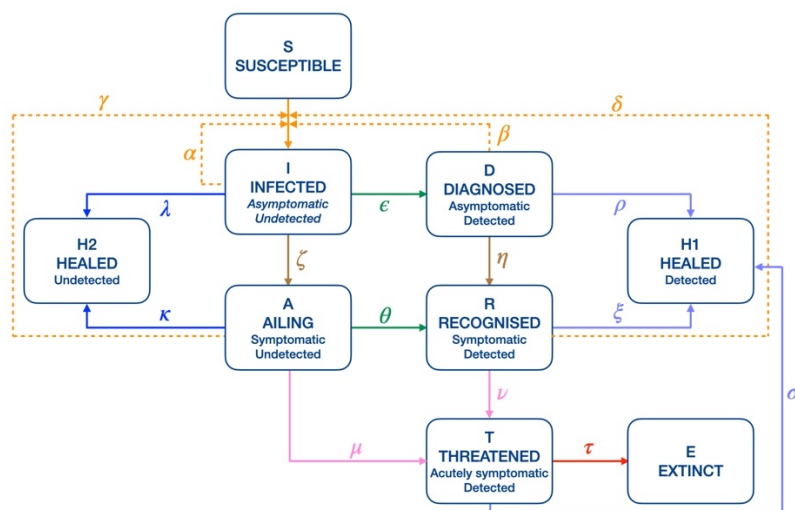 S
SUSCEPTIBLE
γ
δ
α
β
I
INFECTED
Asymptomatic
Undetected
D
DIAGNOSED
Asymptomatic
Detected
λ
ϵ
ρ
H2
HEALED
Undetected
ζ
η
H1
HEALED
Detected
A
AILING
Symptomatic
Undetected
R
RECOGNISED
Symptomatic
Detected
κ
θ
ξ
ν
σ
T
THREATENED
Acutely symptomatic
Detected
E
EXTINCT
μ
τ